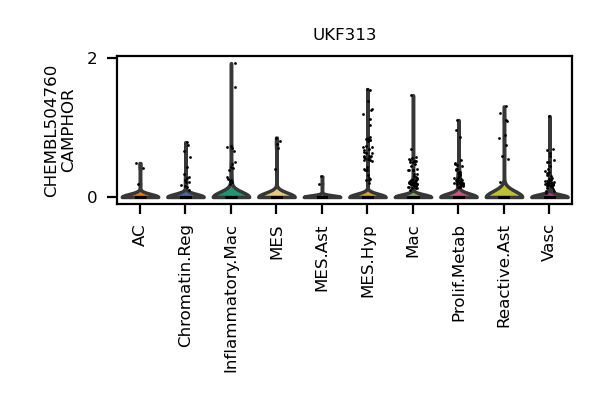 UKF313
CHEMBL504760
CAMPHOR
2
0
AC
Chromatin.Reg
Inflammatory.Mac
MES
MES.Ast
MES.Hyp
Mac
Prolif.Metab
Reactive.Ast
Vasc